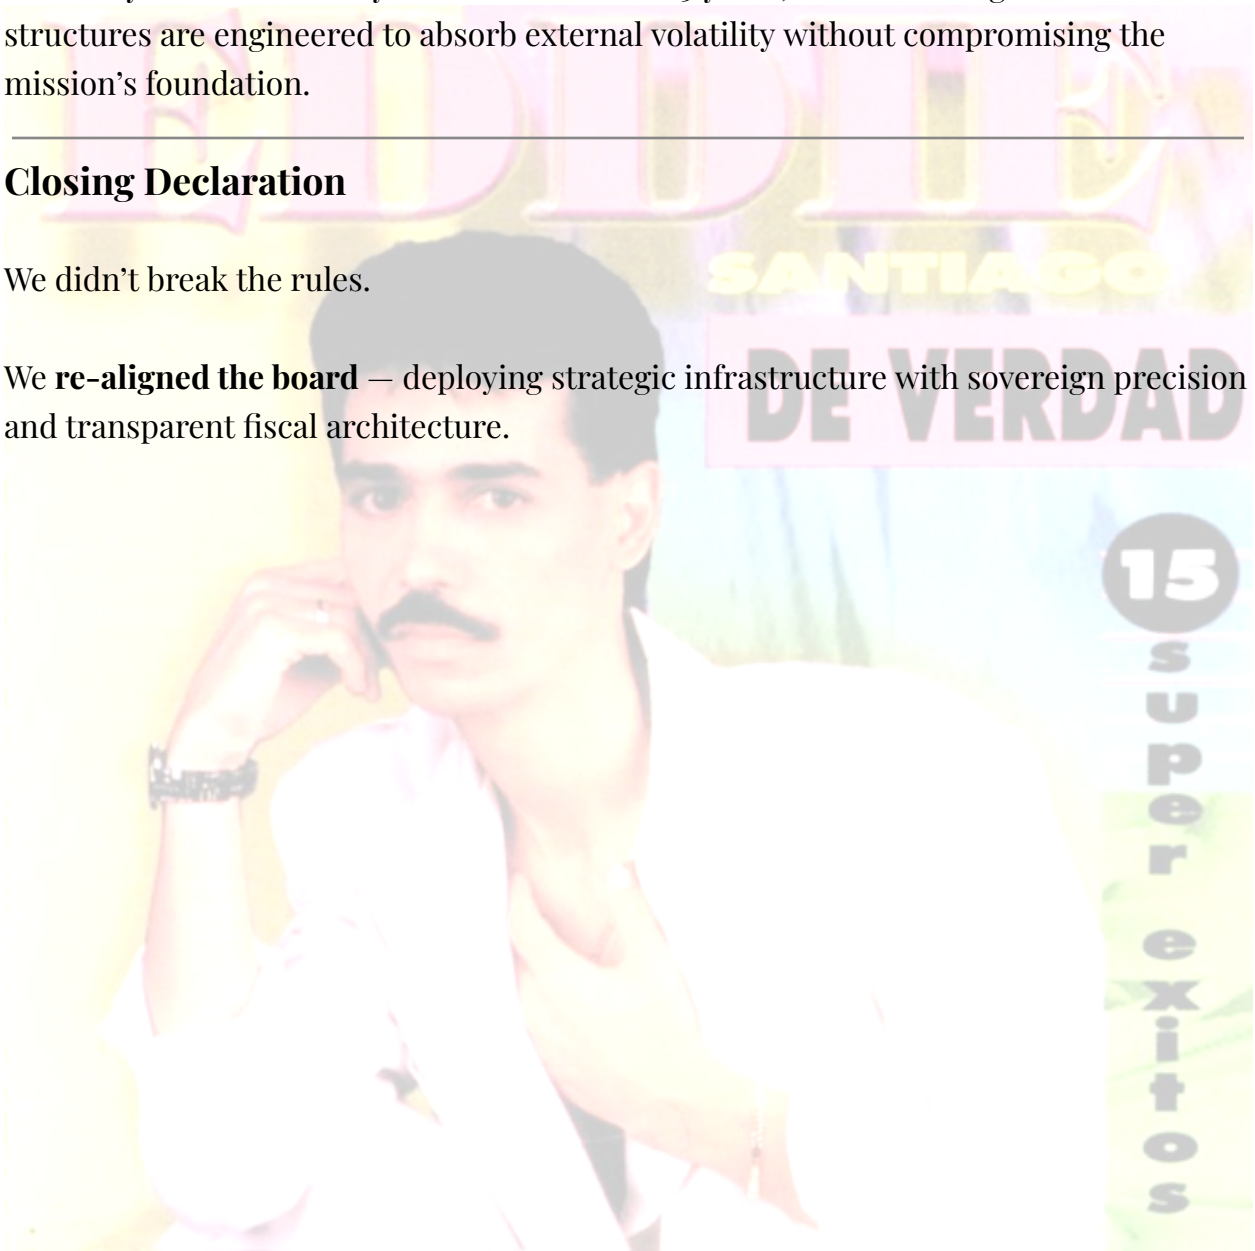 structures are engineered to absorb external volatility without compromising the
mission’s foundation.
EDDIE
Closing Declaration
SANTIAGO
We didn’t break the rules.
We re-aligned the board — deploying strategic infrastructure with sovereign precision
and transparent fiscal architecture.
DE VERDAD
15
super
exitos